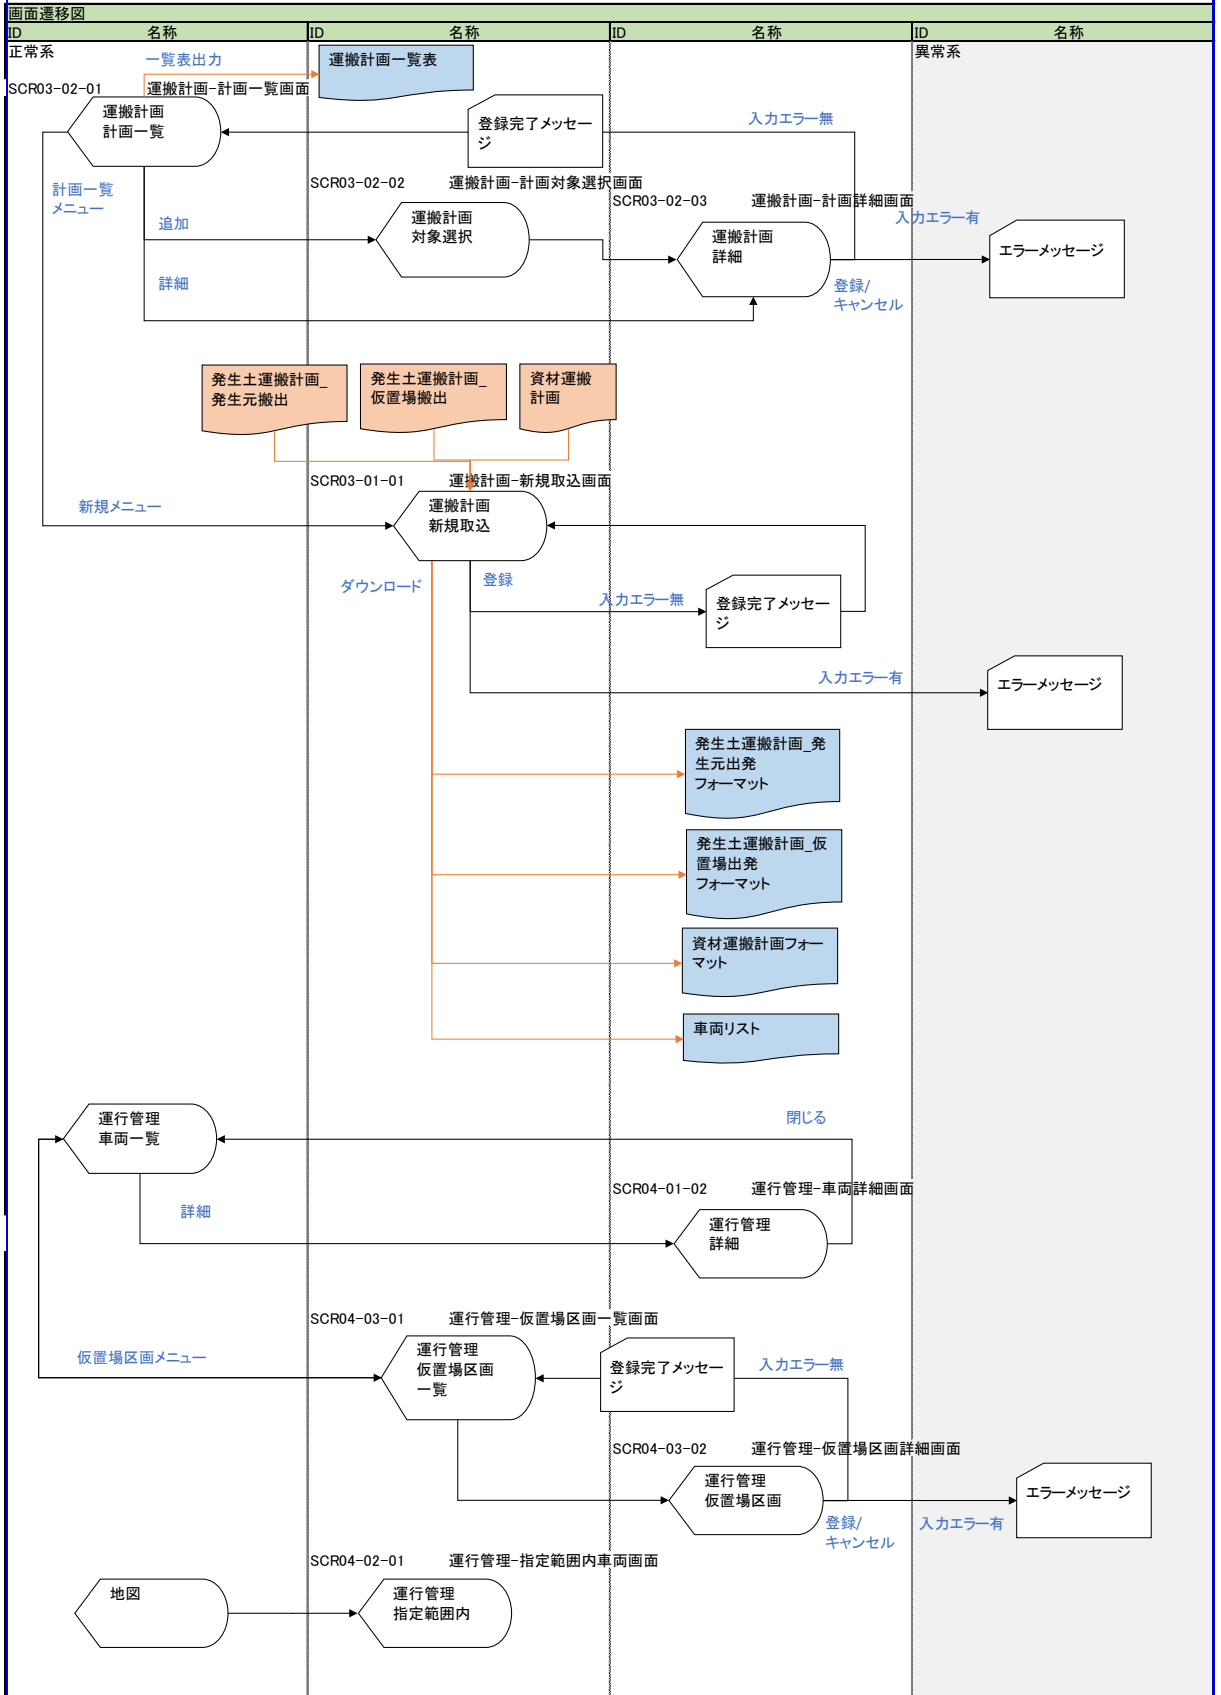 画面遷移図
ID 名称 ID 名称 ID 名称 ID 名称
正常系
異常系
一覧表出力
運搬計画一覧表
SCR03-02-01 運搬計画-計画一覧画面
運搬計画
計画一覧
登録完了メッセー
ジ
入力エラー無
計画一覧
メニュー
SCR03-02-02 運搬計画-計画対象選択画面
SCR03-02-03 運搬計画-計画詳細画面
追加
運搬計画
対象選択
運搬計画
詳細
入力エラー有
エラーメッセージ
詳細
登録/
キャンセル
発生土運搬計画_
発生元搬出
発生土運搬計画_
仮置場搬出
資材運搬
計画
SCR03-01-01 運搬計画-新規取込画面
新規メニュー
運搬計画
新規取込
ダウンロード
登録
入力エラー無
登録完了メッセー
ジ
入力エラー有
エラーメッセージ
発生土運搬計画_発
生元出発
フォーマット
発生土運搬計画_仮
置場出発
フォーマット
資材運搬計画フォー
マット
車両リスト
運行管理
車両一覧
閉じる
SCR04-01-02 運行管理-車両詳細画面
詳細
運行管理
詳細
SCR04-03-01 運行管理-仮置場区画一覧画面
仮置場区画メニュー
運行管理
仮置場区画
一覧
登録完了メッセー
ジ
入力エラー無
SCR04-03-02 運行管理-仮置場区画詳細画面
運行管理
仮置場区画
登録/
キャンセル
入力エラー有
エラーメッセージ
SCR04-02-01 運行管理-指定範囲内車両画面
地図
運行管理
指定範囲内